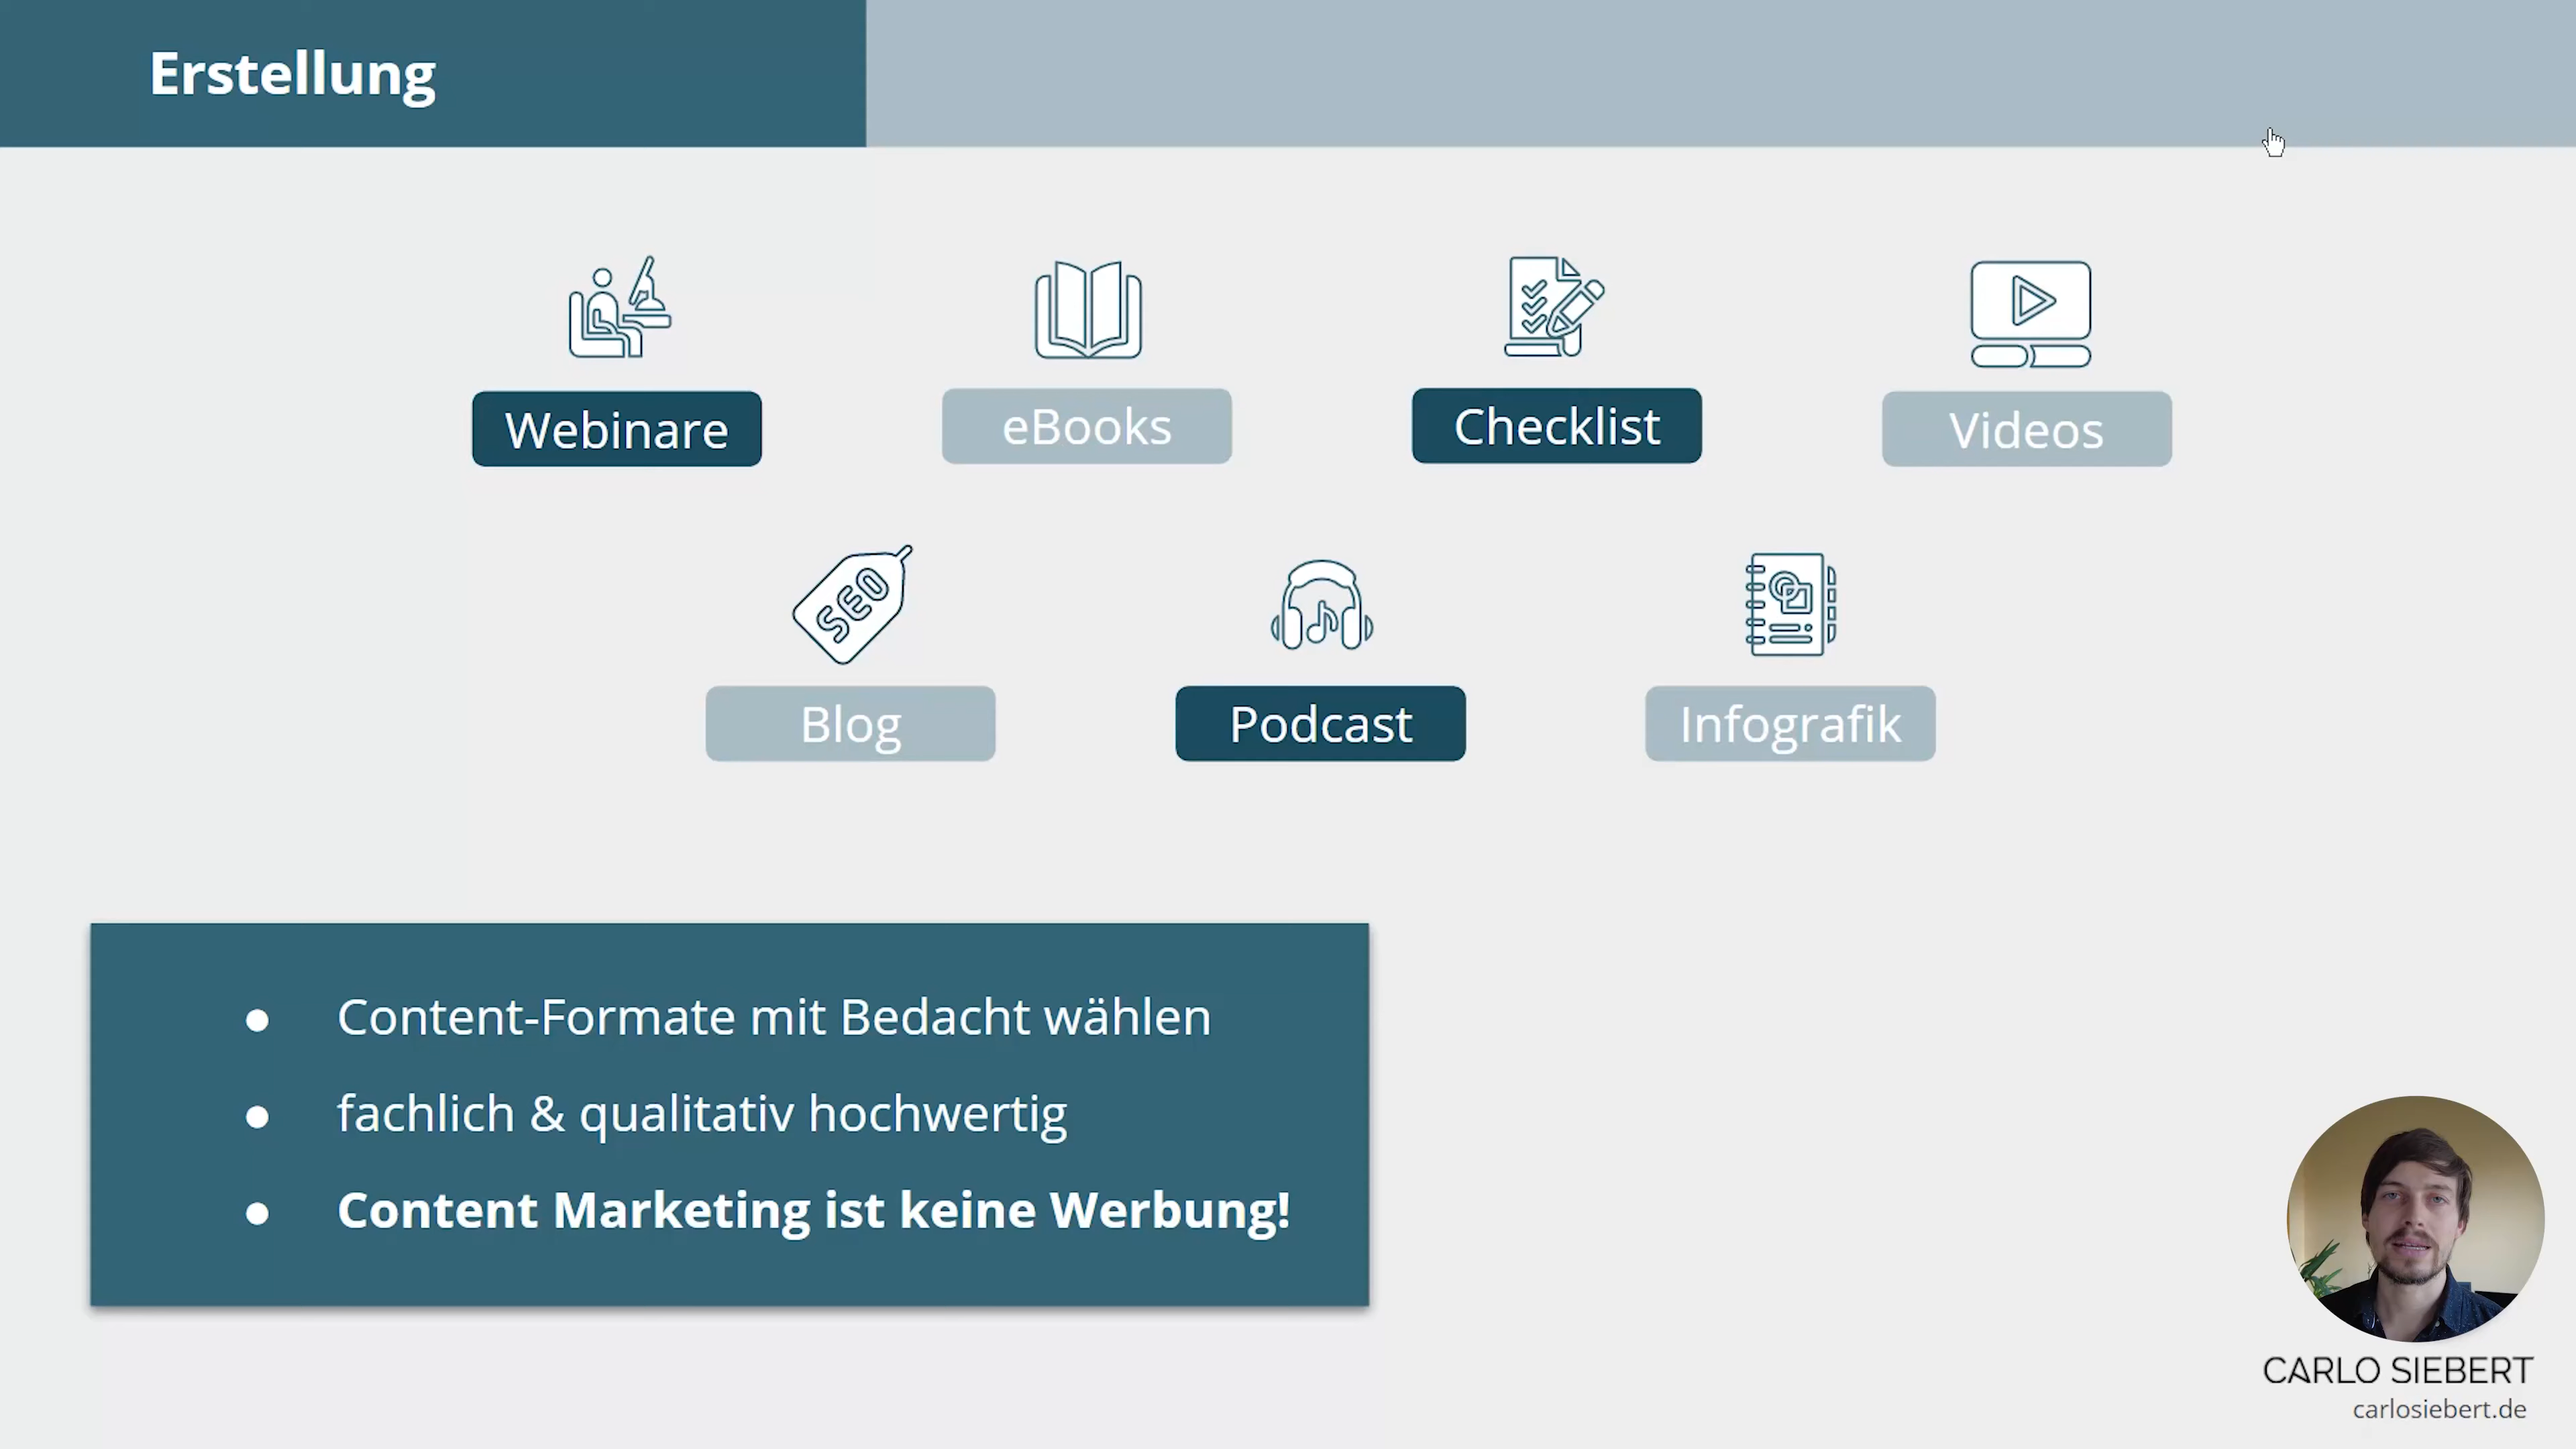 Erstellung
Webinare
eBooks
Checklist
Videos
SEO
Blog
Podcast
Infografik
● Content-Formate mit Bedacht wählen
● fachlich & qualitativ hochwertig
● Content Marketing ist keine Werbung!
CARLO SIEBERT
carlosiebert.de